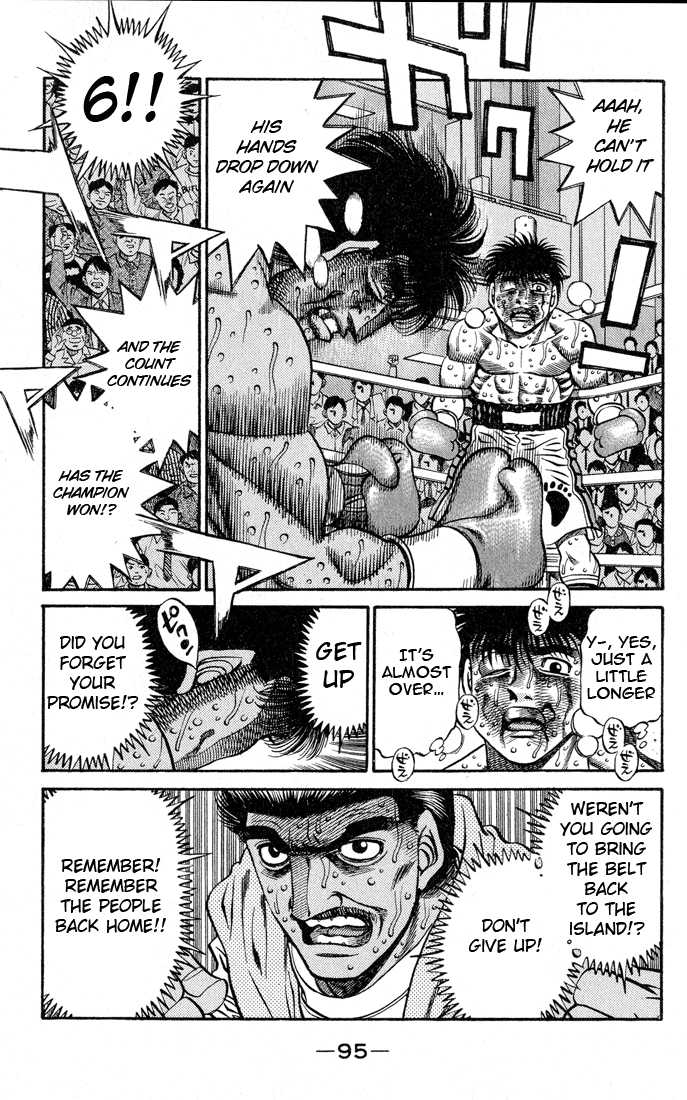 AAAH,
HE
CAN'T
HOLD IT
HIS
HANDS
DROP DOWN
AGAIN
6!!
AND THE
COUNT
CONTINUES
HAS THE
CHAMPION
WON!?
Y-, YES,
JUST A
LITTLE
LONGER
IT'S
ALMOST
OVER...
GET
UP
DID YOU
FORGET
YOUR
PROMISE!?
WEREN'T
YOU GOING
TO BRING
THE BELT
BACK
TO THE
ISLAND!?
DON'T
GIVE UP!
REMEMBER!
REMEMBER
THE PEOPLE
BACK HOME!!
—95—